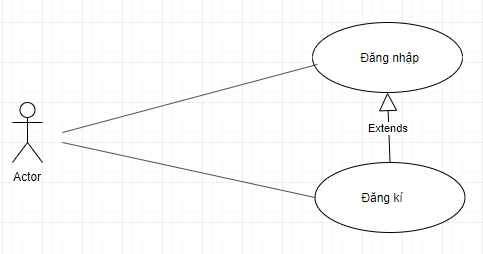 Đăng nhập
Extends
Actor
Đăng kí